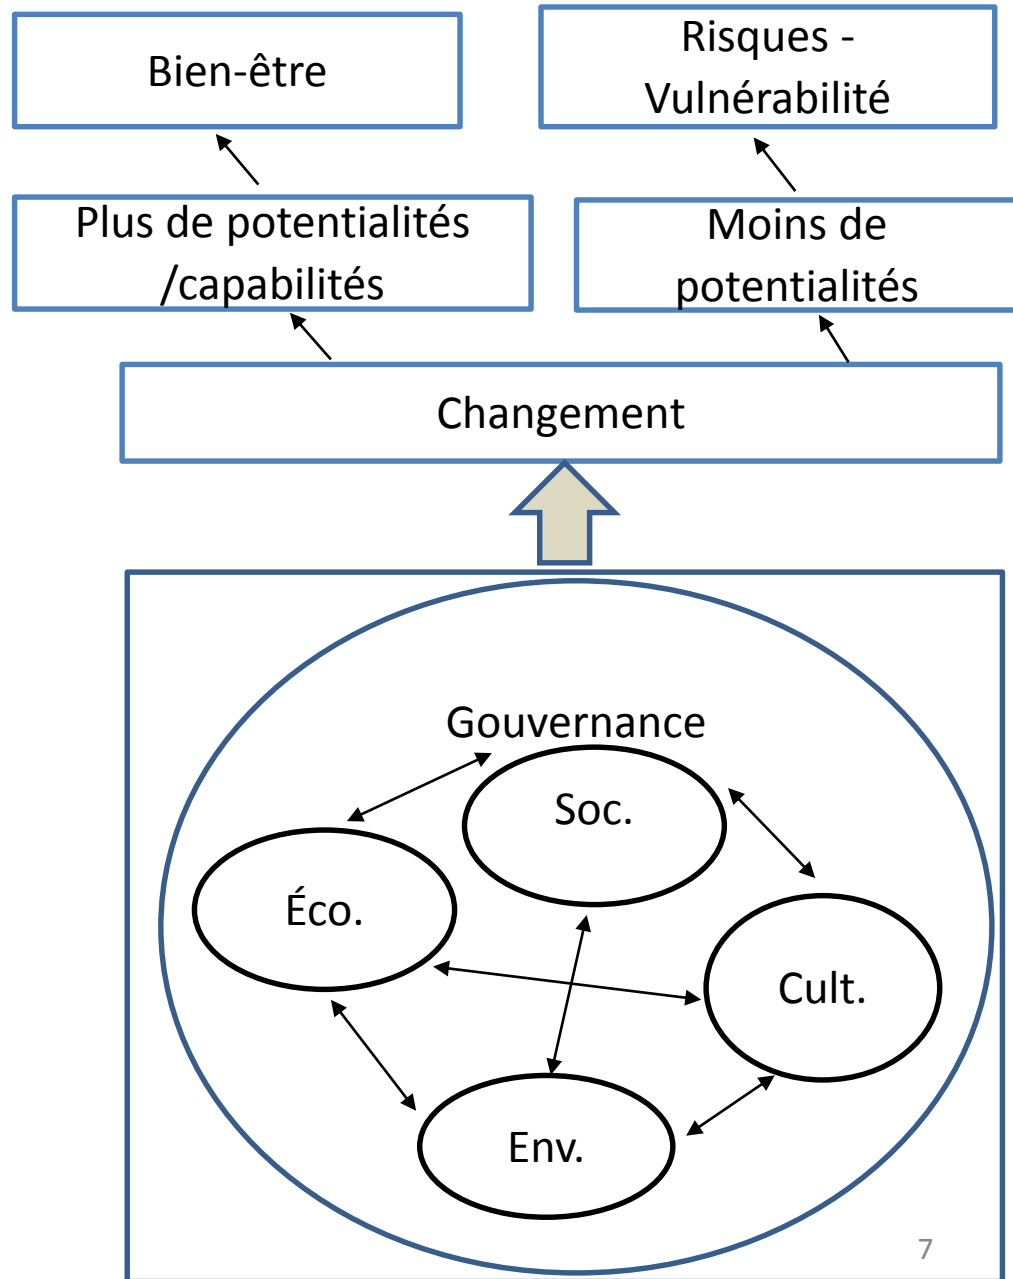 Bien-être
Risques -
Vulnérabilité
Plus de potentialités
/capabilités
Moins de
potentialités
Changement
Gouvernance
Soc.
Éco.
Cult.
Env.
7